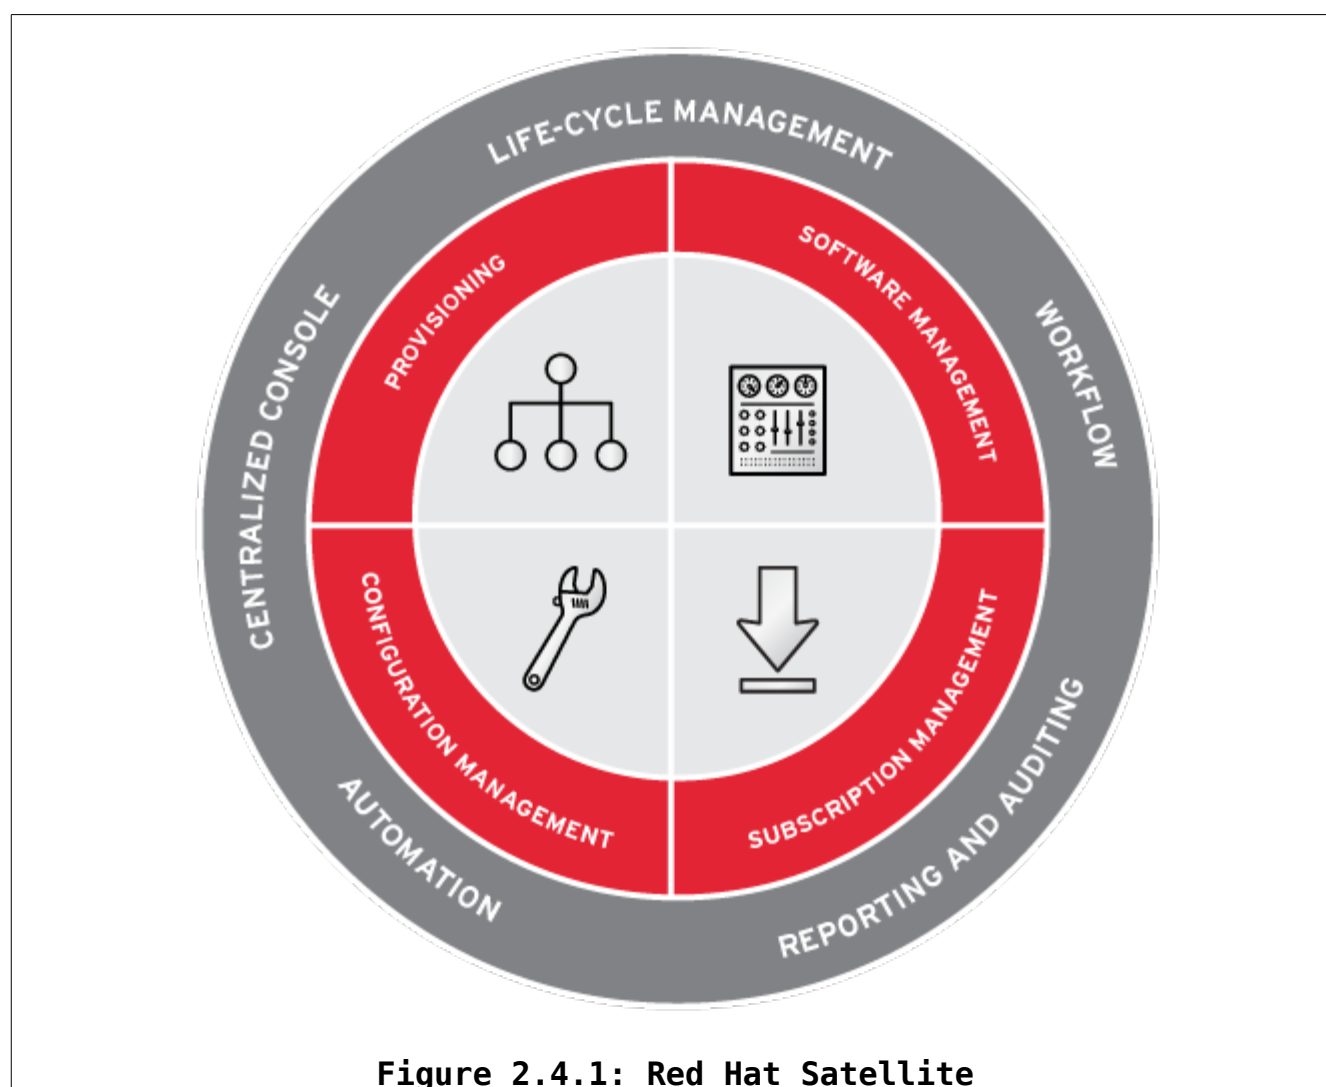 LIFE-CYCLE MANAGEMENT
PROVISIONING
SOFTWARE MANAGEMENT
CENTRALIZED CONSOLE
WORKFLOW
CONFIGURATION MANAGEMENT
SUBSCRIPTION MANAGEMENT
AUTOMATION
REPORTING AND AUDITING
Figure 2.4.1: Red Hat Satellite